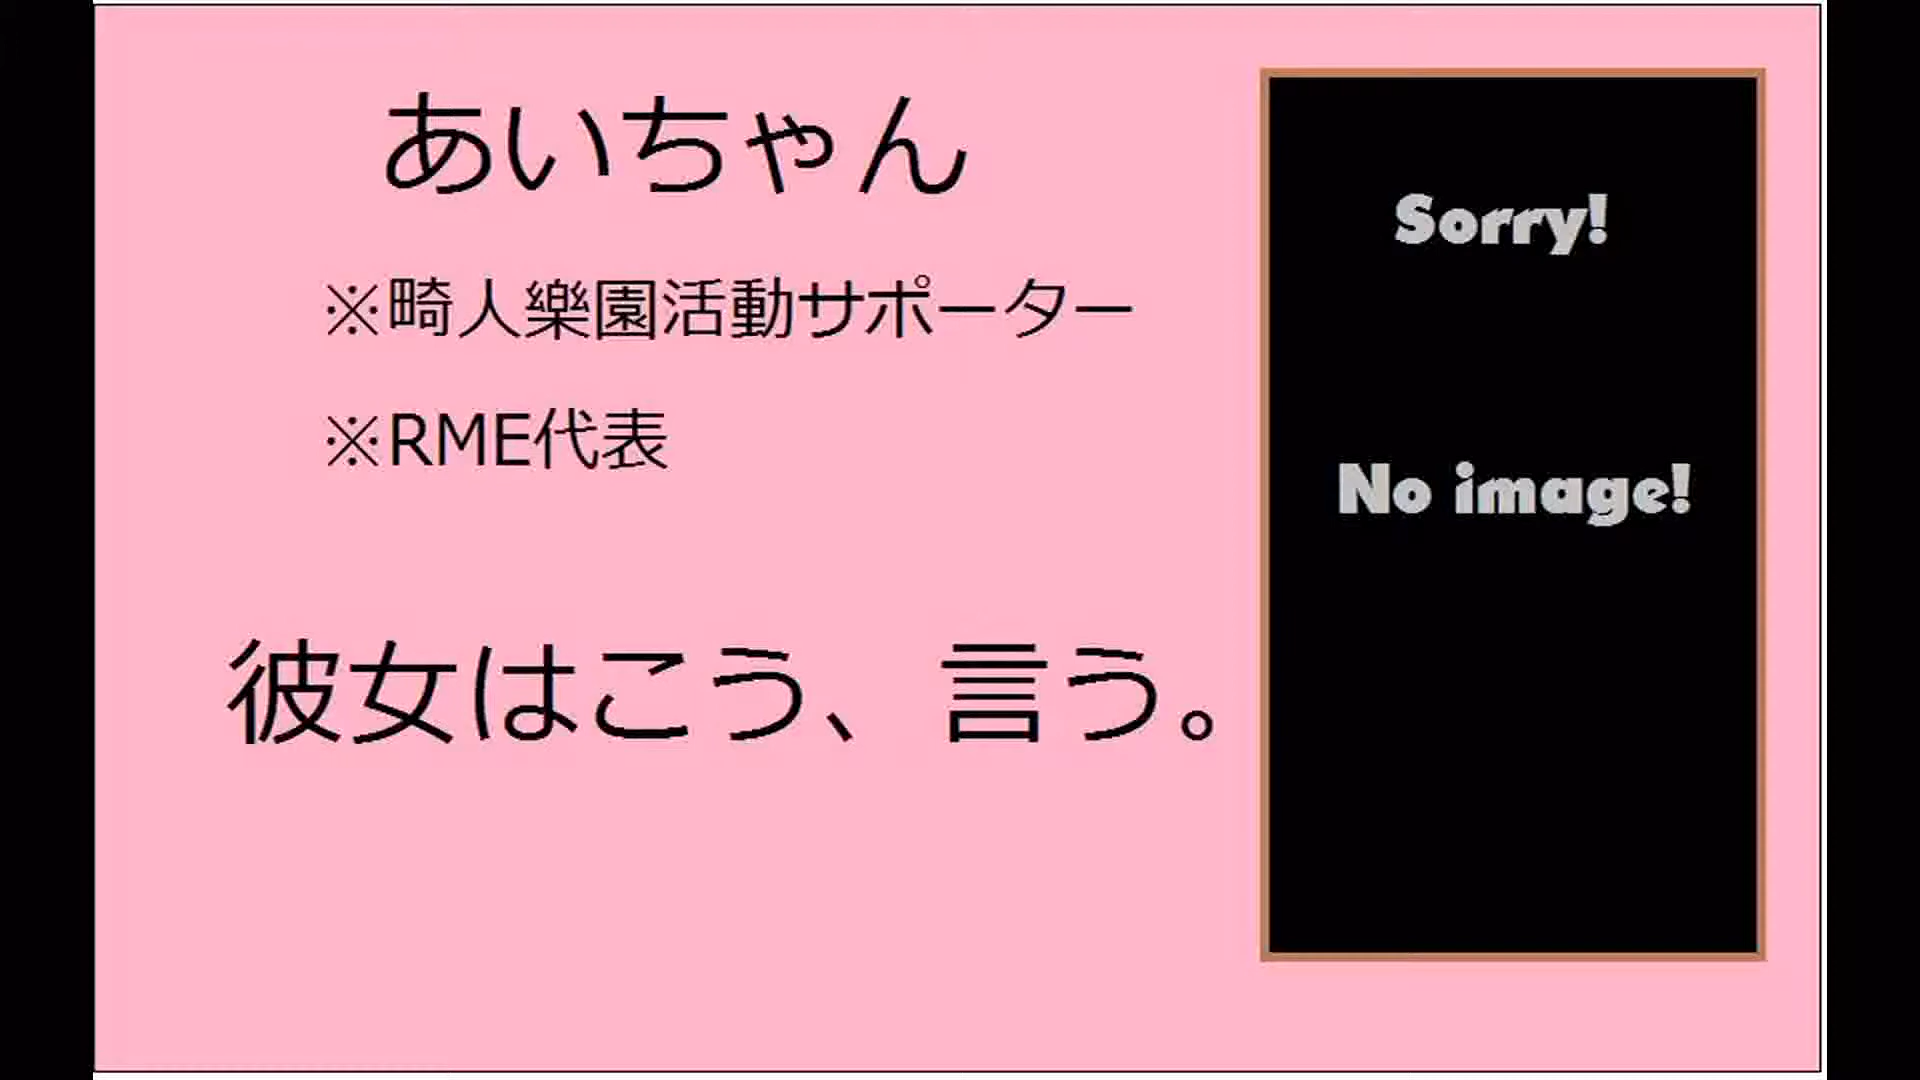 あいちゃん
※畸人樂園活動サポーター
※RME代表
彼女はこう、言う。
Sorry!
No image!